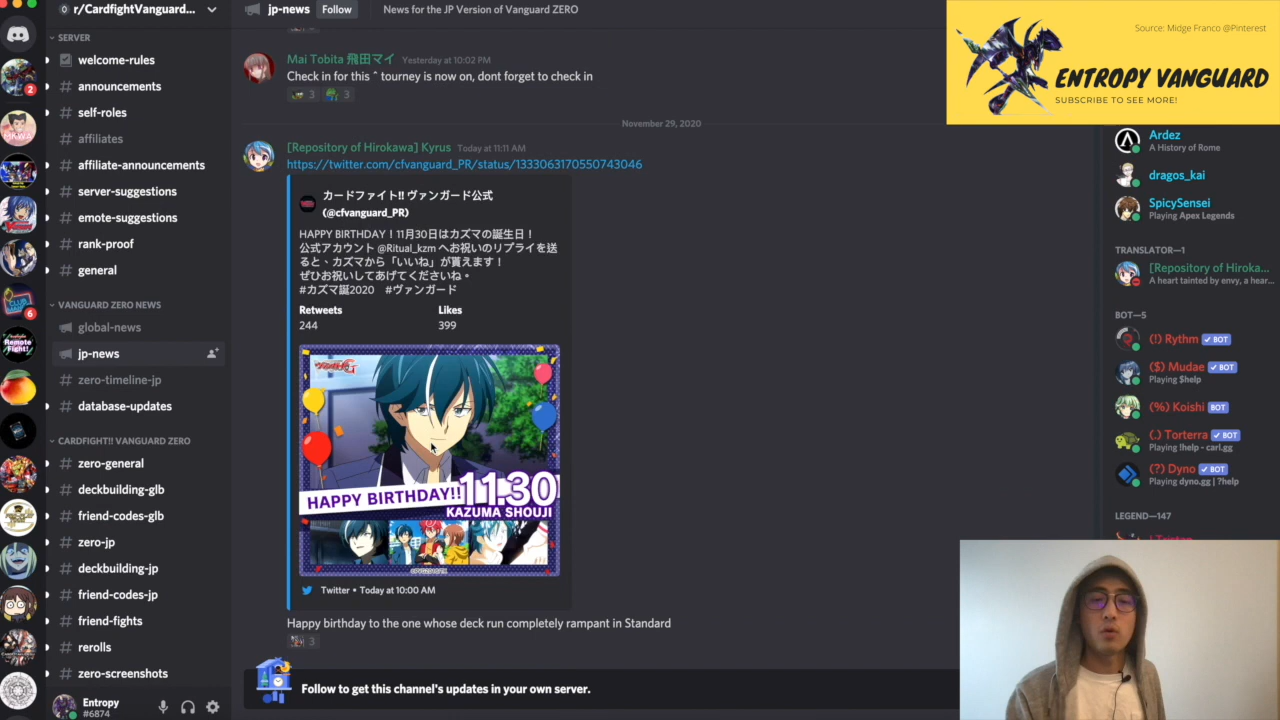 r/CardfightVanguard...
SERVER
welcome-rules
announcements
self-roles
affiliates
affiliate-announcements
server-suggestions
emote-suggestions
rank-proof
general
VANGUARD ZERO NEWS
global-news
jp-news
zero-timeline-jp
database-updates
CARDFIGHT!! VANGUARD ZERO
zero-general
deckbuilding-glb
friend-codes-glb
zero-jp
deckbuilding-jp
friend-codes-jp
friend-fights
rerolls
zero-screenshots
Entropy
#6874
2
6
jp-news Follow News for the JP Version of Vanguard ZERO
Mai Tobita 飛田マイ Yesterday at 10:02 PM
Check in for this ^ tourney is now on, dont forget to check in
3 3
November 29, 2020
[Repository of Hirokawa] Kyrus Today at 11:11 AM
https://twitter.com/cfvanguard_PR/status/1333063170550743046
カードファイト!! ヴァンガード公式
(@cfvanguard_PR)
HAPPY BIRTHDAY！11月30日はカズマの誕生日！
公式アカウント @Ritual_kzm へお祝いのリプライを送
ると、カズマから「いいね」が貰えます！
ぜひお祝いしてあげてくださいね。
#カズマ誕2020 #ヴァンガード
Retweets Likes
244 399
HAPPY BIRTHDAY!! 11.30
KAZUMA SHOUJI
Twitter • Today at 10:00 AM
Happy birthday to the one whose deck run completely rampant in Standard
3
Follow to get this channel's updates in your own server.
Source: Midge Franco @Pinterest
ENTROPY VANGUARD
SUBSCRIBE TO SEE MORE!
Ardez
A History of Rome
dragos_kai
SpicySensei
Playing Apex Legends
TRANSLATOR—1
[Repository of Hiroka...
A heart tainted by envy, a hear...
BOT—5
(!) Rythm BOT
($) Mudae BOT
Playing $help
(%) Koishi BOT
(.) Torterra BOT
Playing !help - carl.gg
(?) Dyno BOT
Playing dyno.gg | ?help
LEGEND—147